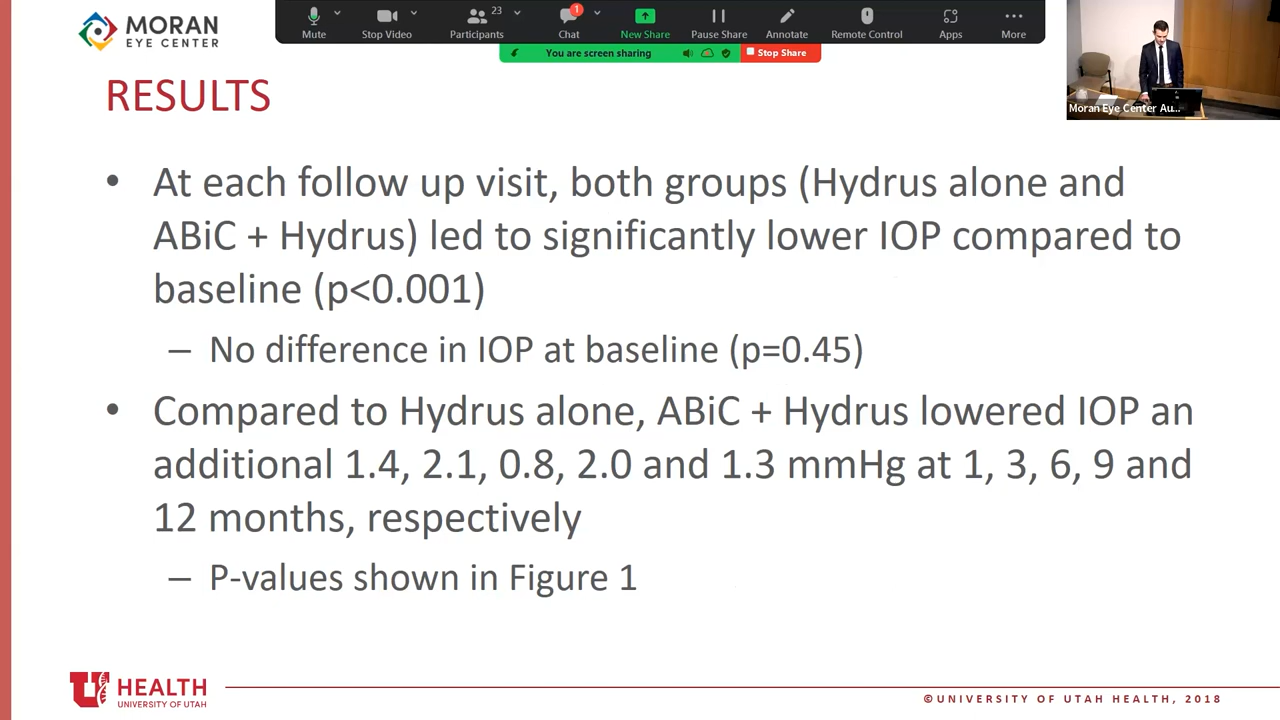 MORAN
EYE CENTER
Mute
Stop Video
23
Participants
1
Chat
New Share
Pause Share
Annotate
Remote Control
Apps
More
You are screen sharing
Stop Share
Moran Eye Center Au...
RESULTS
• At each follow up visit, both groups (Hydrus alone and
ABiC + Hydrus) led to significantly lower IOP compared to
baseline (p<0.001)
– No difference in IOP at baseline (p=0.45)
• Compared to Hydrus alone, ABiC + Hydrus lowered IOP an
additional 1.4, 2.1, 0.8, 2.0 and 1.3 mmHg at 1, 3, 6, 9 and
12 months, respectively
– P-values shown in Figure 1
U HEALTH
UNIVERSITY OF UTAH
©UNIVERSITY OF UTAH HEALTH, 2018